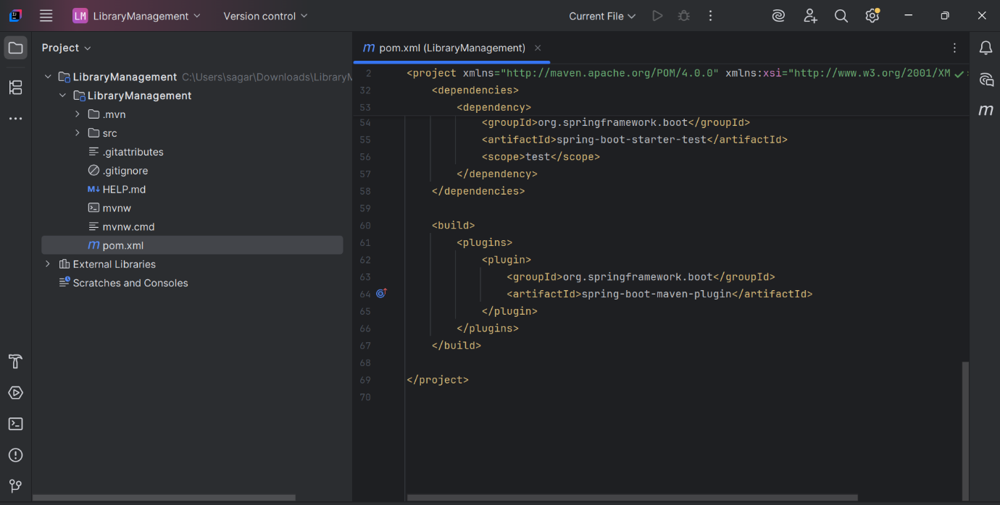 LM LibraryManagement
Version control
Current File
Project
LibraryManagement C:\Users\sagar\Downloads\LibraryM
LibraryManagement
.mvn
src
.gitattributes
.gitignore
M↓ HELP.md
mvnw
mvnw.cmd
m pom.xml
External Libraries
Scratches and Consoles
m pom.xml (LibraryManagement)
2 <project xmlns="http://maven.apache.org/POM/4.0.0" xmlns:xsi="http://www.w3.org/2001/XM
32 <dependencies>
53 <dependency>
54 <groupId>org.springframework.boot</groupId>
55 <artifactId>spring-boot-starter-test</artifactId>
56 <scope>test</scope>
57 </dependency>
58 </dependencies>
59
60 <build>
61 <plugins>
62 <plugin>
63 <groupId>org.springframework.boot</groupId>
64 <artifactId>spring-boot-maven-plugin</artifactId>
65 </plugin>
66 </plugins>
67 </build>
68
69 </project>
70
m